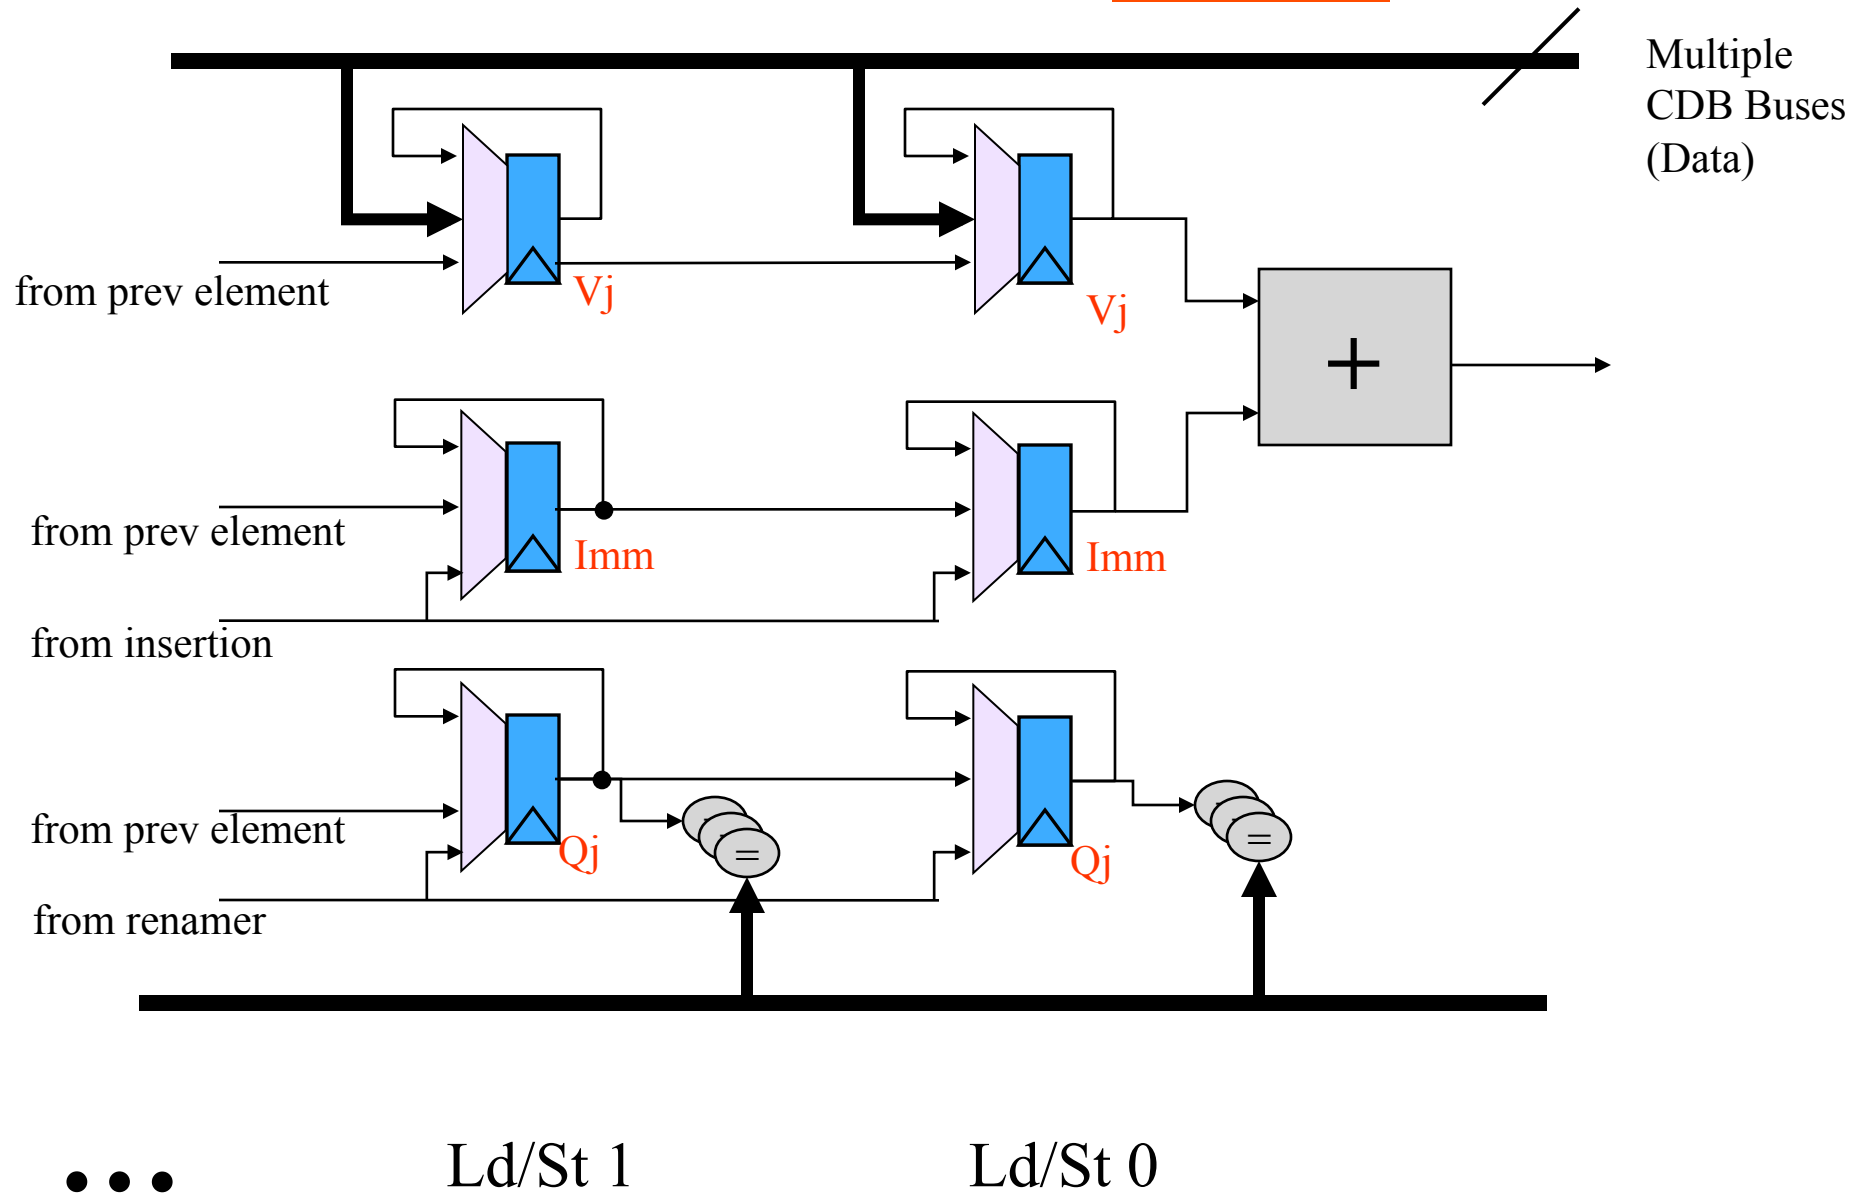 Multiple
CDB Buses
(Data)
from prev element
Vj
Vj
+
from prev element
Imm
Imm
from insertion
from prev element
Qj
=
Qj
=
from renamer
... Ld/St 1 Ld/St 0